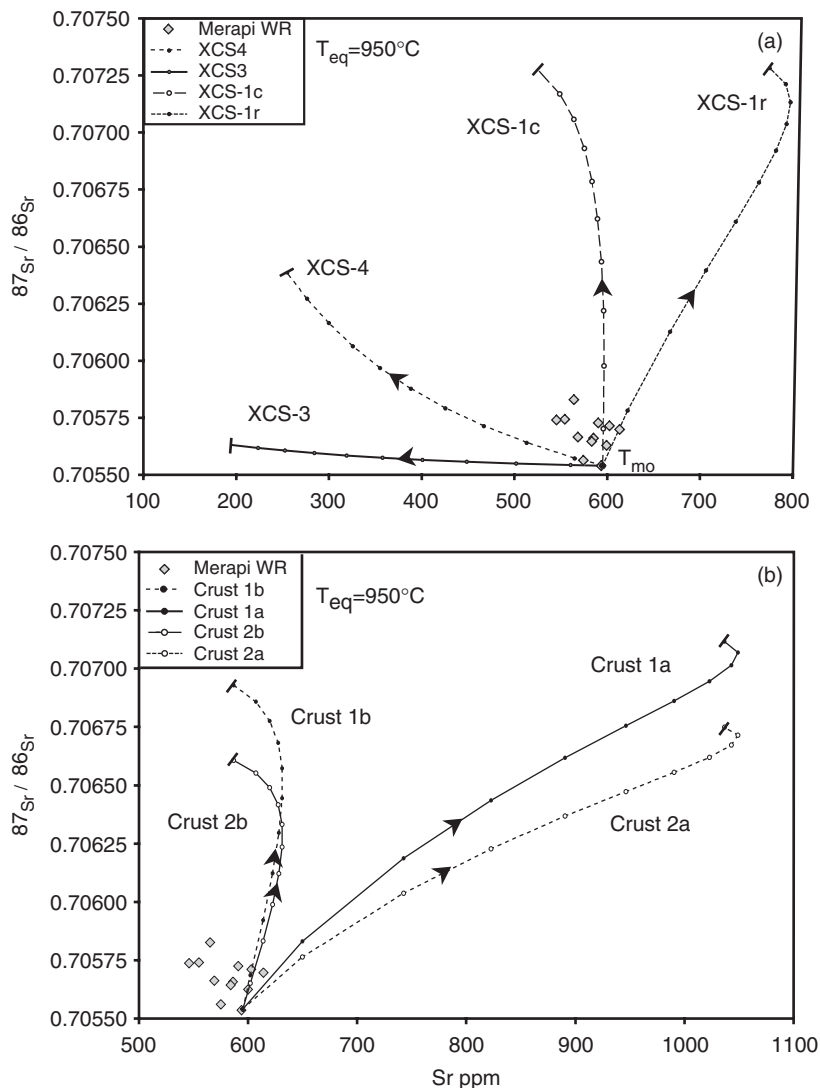 0.70750
0.70725
0.70700
0.70675
0.70650
0.70625
0.70600
0.70575
0.70550
87Sr / 86Sr
Merapi WR
XCS4
XCS3
XCS-1c
XCS-1r
Teq=950°C
(a)
XCS-1c
XCS-1r
XCS-4
XCS-3
Tmo
100 200 300 400 500 600 700 800
0.70750
0.70725
0.70700
0.70675
0.70650
0.70625
0.70600
0.70575
0.70550
87Sr / 86Sr
Merapi WR
Crust 1b
Crust 1a
Crust 2b
Crust 2a
Teq=950°C
(b)
Crust 1a
Crust 1b
Crust 2b
Crust 2a
500 600 700 800 900 1000 1100
Sr ppm